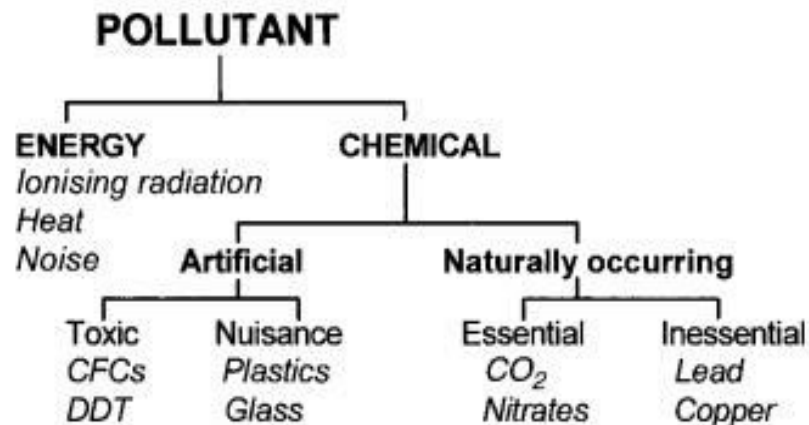 POLLUTANT
ENERGY CHEMICAL
Ionising radiation
Heat
Noise Artificial Naturally occurring
Toxic Nuisance Essential Inessential
CFCs Plastics CO₂ Lead
DDT Glass Nitrates Copper